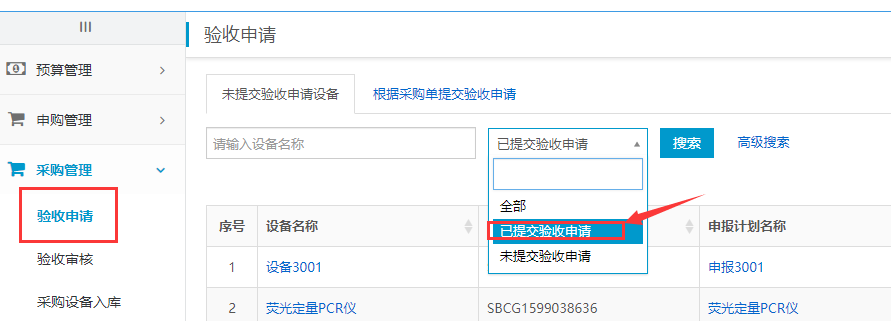 验收申请
预算管理
申购管理
采购管理
验收申请
验收审核
采购设备入库
未提交验收申请设备 根据采购单提交验收申请
请输入设备名称 已提交验收申请 搜索 高级搜索
全部
已提交验收申请
未提交验收申请
序号 设备名称 申报计划名称
1 设备3001 申报3001
2 荧光定量PCR仪 SBCG1599038636 荧光定量PCR仪